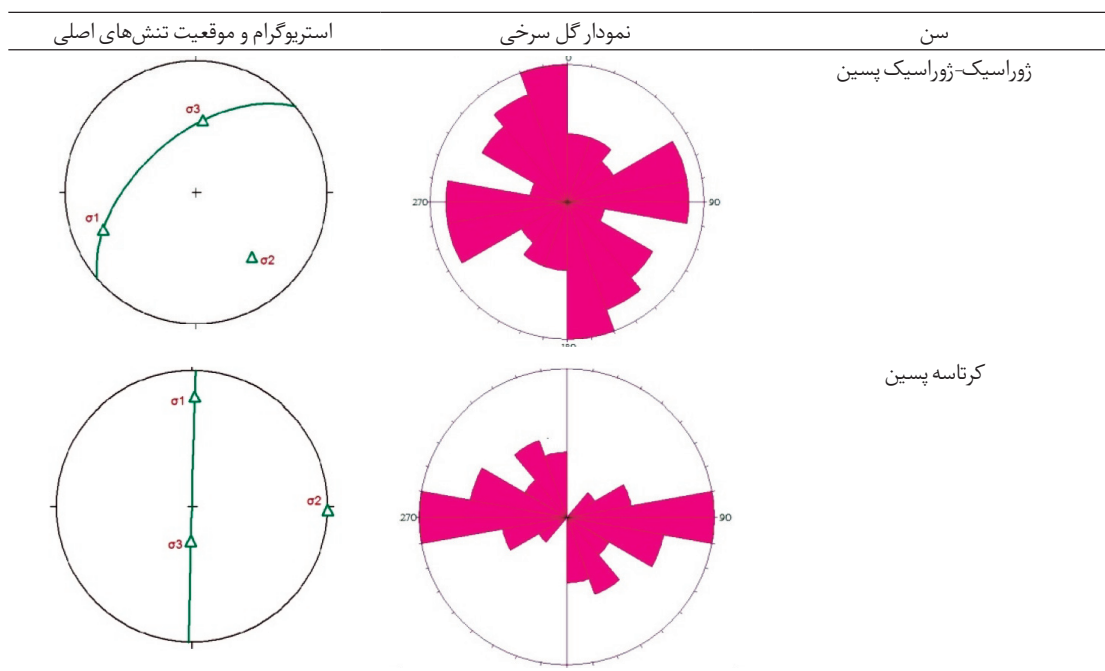 سن
نمودار گل سرخی
استریوگرام و موقعیت تنش‌های اصلی
ژوراسیک-ژوراسیک پسین
0
90
180
270
σ3
σ1
σ2
کرتاسه پسین
90
270
σ1
σ2
σ3